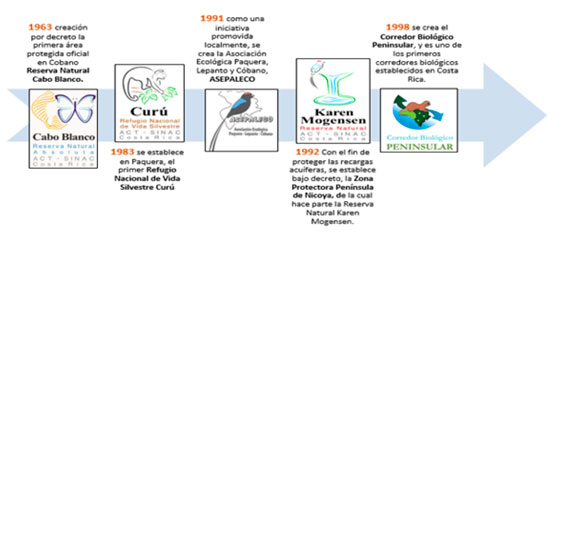 1963 creación
por decreto la
primera área
protegida oficial
en Cobano
Reserva Natural
Cabo Blanco.
Cabo Blanco
Reserva Natural
Absoluta
ACT - SINAC
Costa Rica
Curú
Refugio Nacional
de Vida Silvestre
ACT - SINAC
Costa Rica
1983 se establece
en Paquera, el
primer Refugio
Nacional de Vida
Silvestre Curú
1991 como una
iniciativa
promovida
localmente, se
crea la Asociación
Ecológica Paquera,
Lepanto y Cóbano,
ASEPALECO
ASEPALECO
Asociación Ecológica
Paquera Lepanto Cóbano
Karen
Mogensen
Reserva Natural
ACT - SINAC
Costa Rica
1992 Con el fin de
proteger las recargas
acuíferas, se establece
bajo decreto, la Zona
Protectora Península
de Nicoya, de la cual
hace parte la Reserva
Natural Karen
Mogensen.
1998 se crea el
Corredor Biológico
Peninsular, y es uno de
los primeros
corredores biológicos
establecidos en Costa
Rica.
Corredor Biológico
PENINSULAR